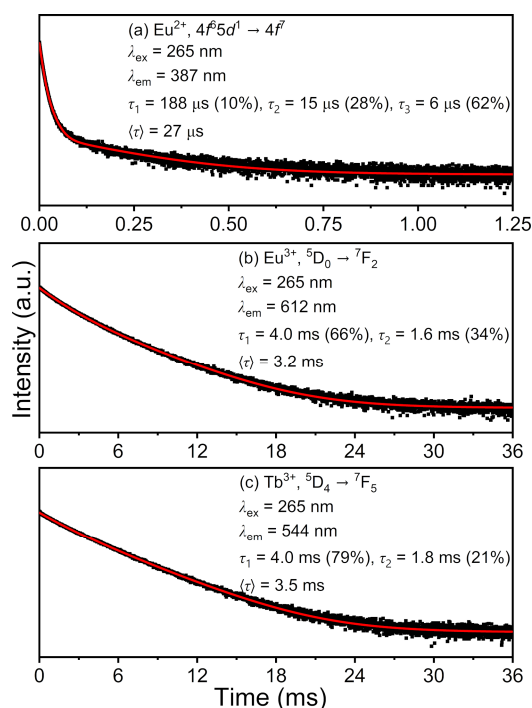 (a) Eu²⁺, 4f⁶5d¹ → 4f⁷
λex = 265 nm
λem = 387 nm
τ₁ = 188 μs (10%), τ₂ = 15 μs (28%), τ₃ = 6 μs (62%)
⟨τ⟩ = 27 μs
0.00 0.25 0.50 0.75 1.00 1.25
(b) Eu³⁺, ⁵D₀ → ⁷F₂
λex = 265 nm
λem = 612 nm
τ₁ = 4.0 ms (66%), τ₂ = 1.6 ms (34%)
⟨τ⟩ = 3.2 ms
Intensity (a.u.)
0 6 12 18 24 30 36
(c) Tb³⁺, ⁵D₄ → ⁷F₅
λex = 265 nm
λem = 544 nm
τ₁ = 4.0 ms (79%), τ₂ = 1.8 ms (21%)
⟨τ⟩ = 3.5 ms
0 6 12 18 24 30 36
Time (ms)